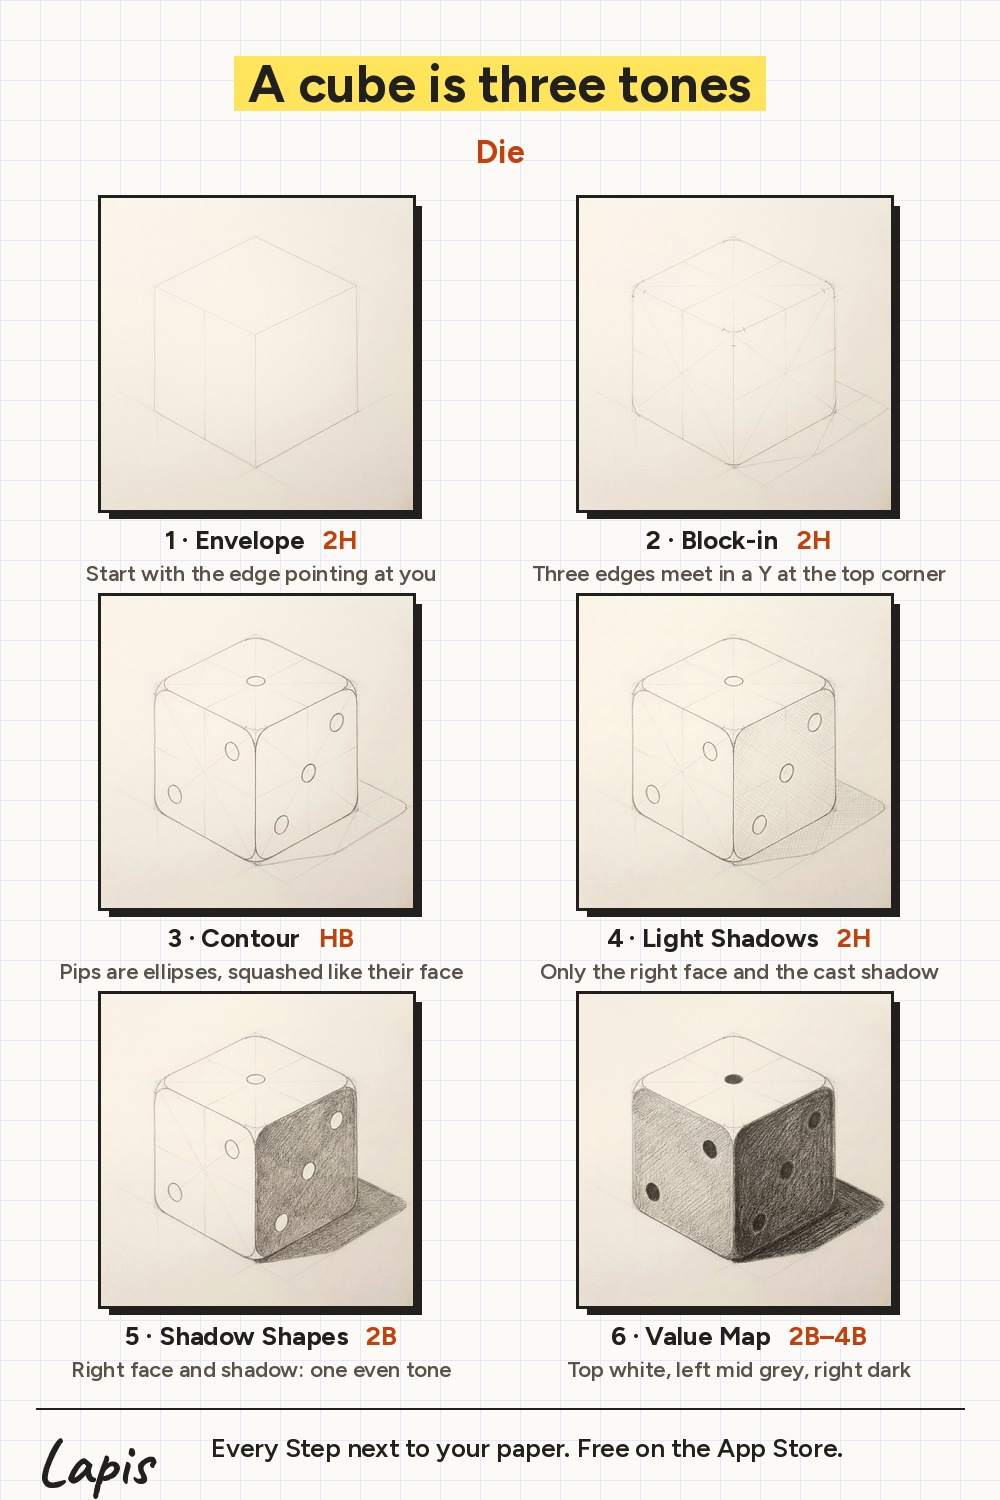 A cube is three tones
Die
1 · Envelope 2H
Start with the edge pointing at you
2 · Block-in 2H
Three edges meet in a Y at the top corner
3 · Contour HB
Pips are ellipses, squashed like their face
4 · Light Shadows 2H
Only the right face and the cast shadow
5 · Shadow Shapes 2B
Right face and shadow: one even tone
6 · Value Map 2B–4B
Top white, left mid grey, right dark
Lapis
Every Step next to your paper. Free on the App Store.